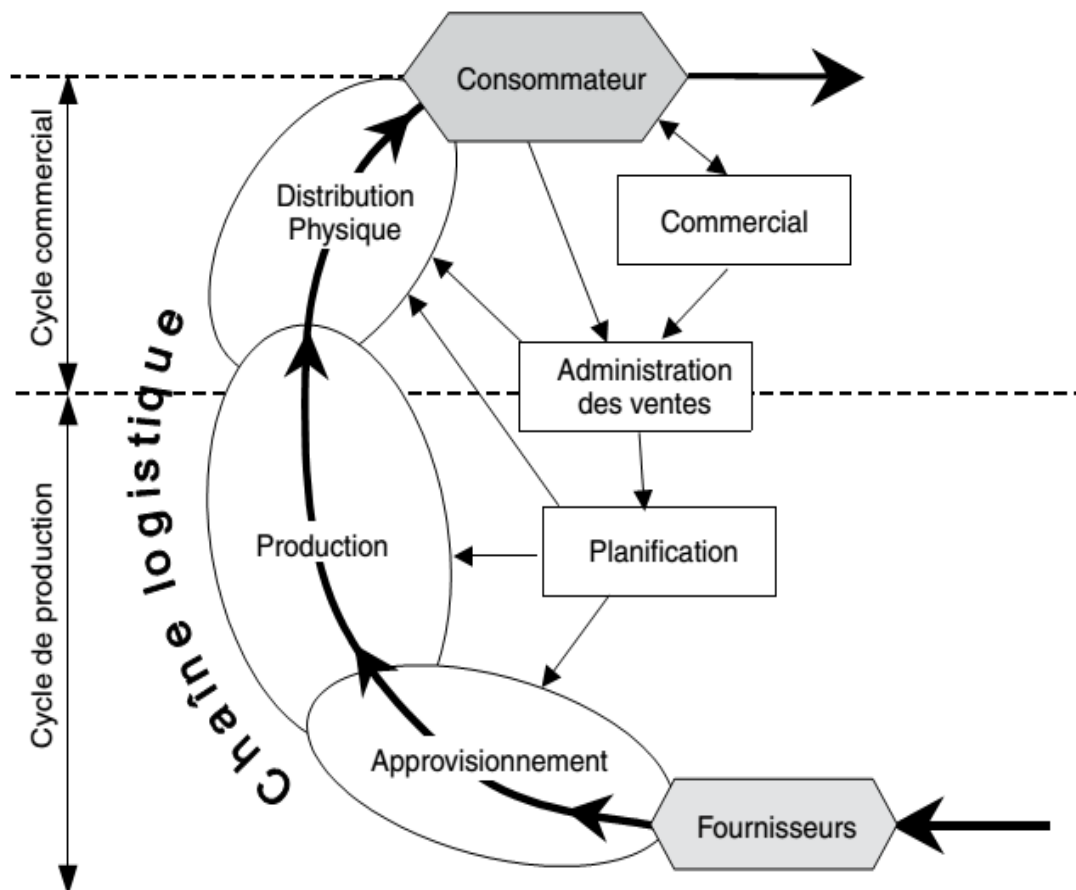 Consommateur
Cycle commercial
Distribution
Physique
Commercial
Administration
des ventes
Chaîne logistique
Cycle de production
Production
Planification
Approvisionnement
Fournisseurs